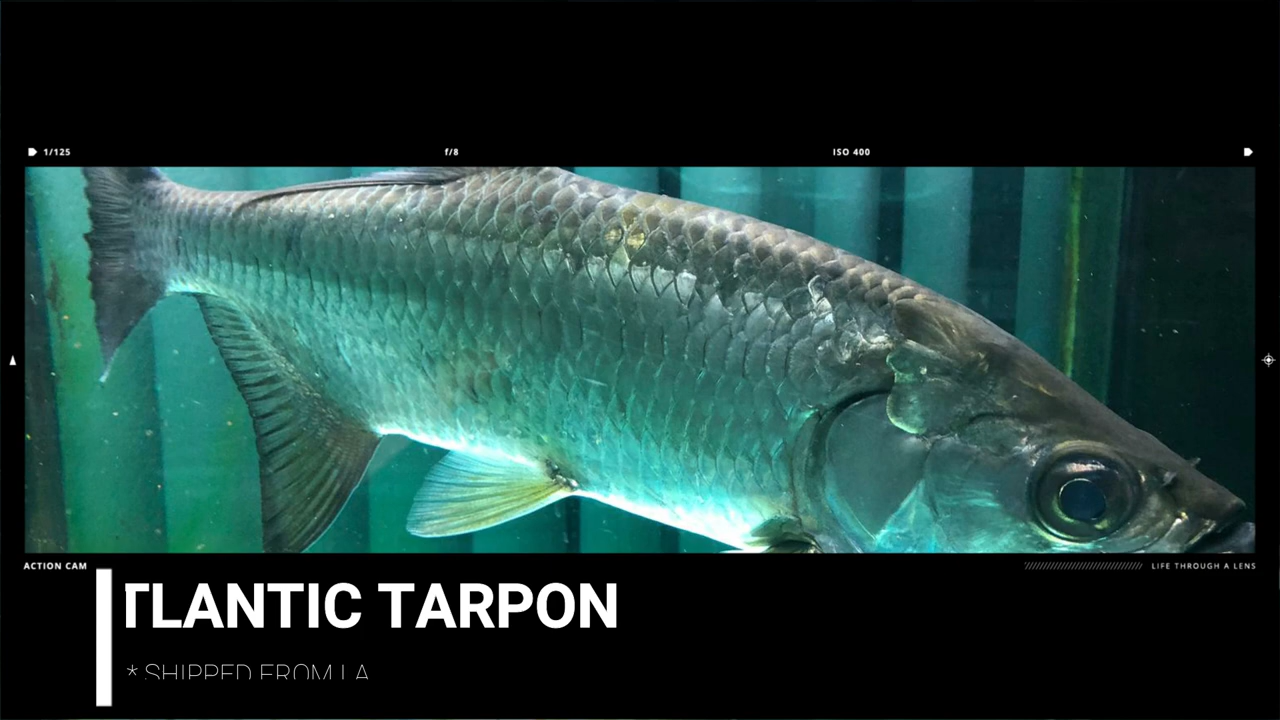 1/125 f/8 ISO 400
ACTION CAM LIFE THROUGH A LENS
TLANTIC TARPON
* SHIPPED FROM LA